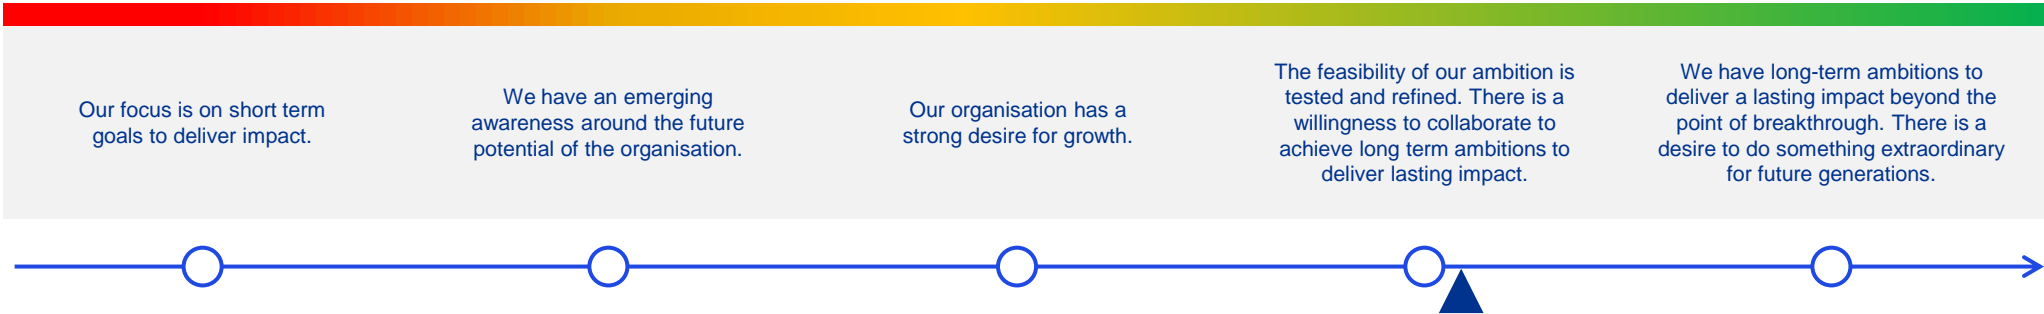 Our focus is on short term
goals to deliver impact.
We have an emerging
awareness around the future
potential of the organisation.
Our organisation has a
strong desire for growth.
The feasibility of our ambition is
tested and refined. There is a
willingness to collaborate to
achieve long term ambitions to
deliver lasting impact.
We have long-term ambitions to
deliver a lasting impact beyond the
point of breakthrough. There is a
desire to do something extraordinary
for future generations.